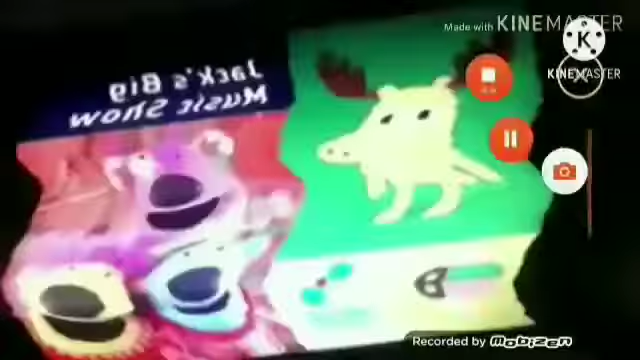 Made with KINEMASTER
K
KINEMASTER
Jack's Big
Music Show
Recorded by Mobizen